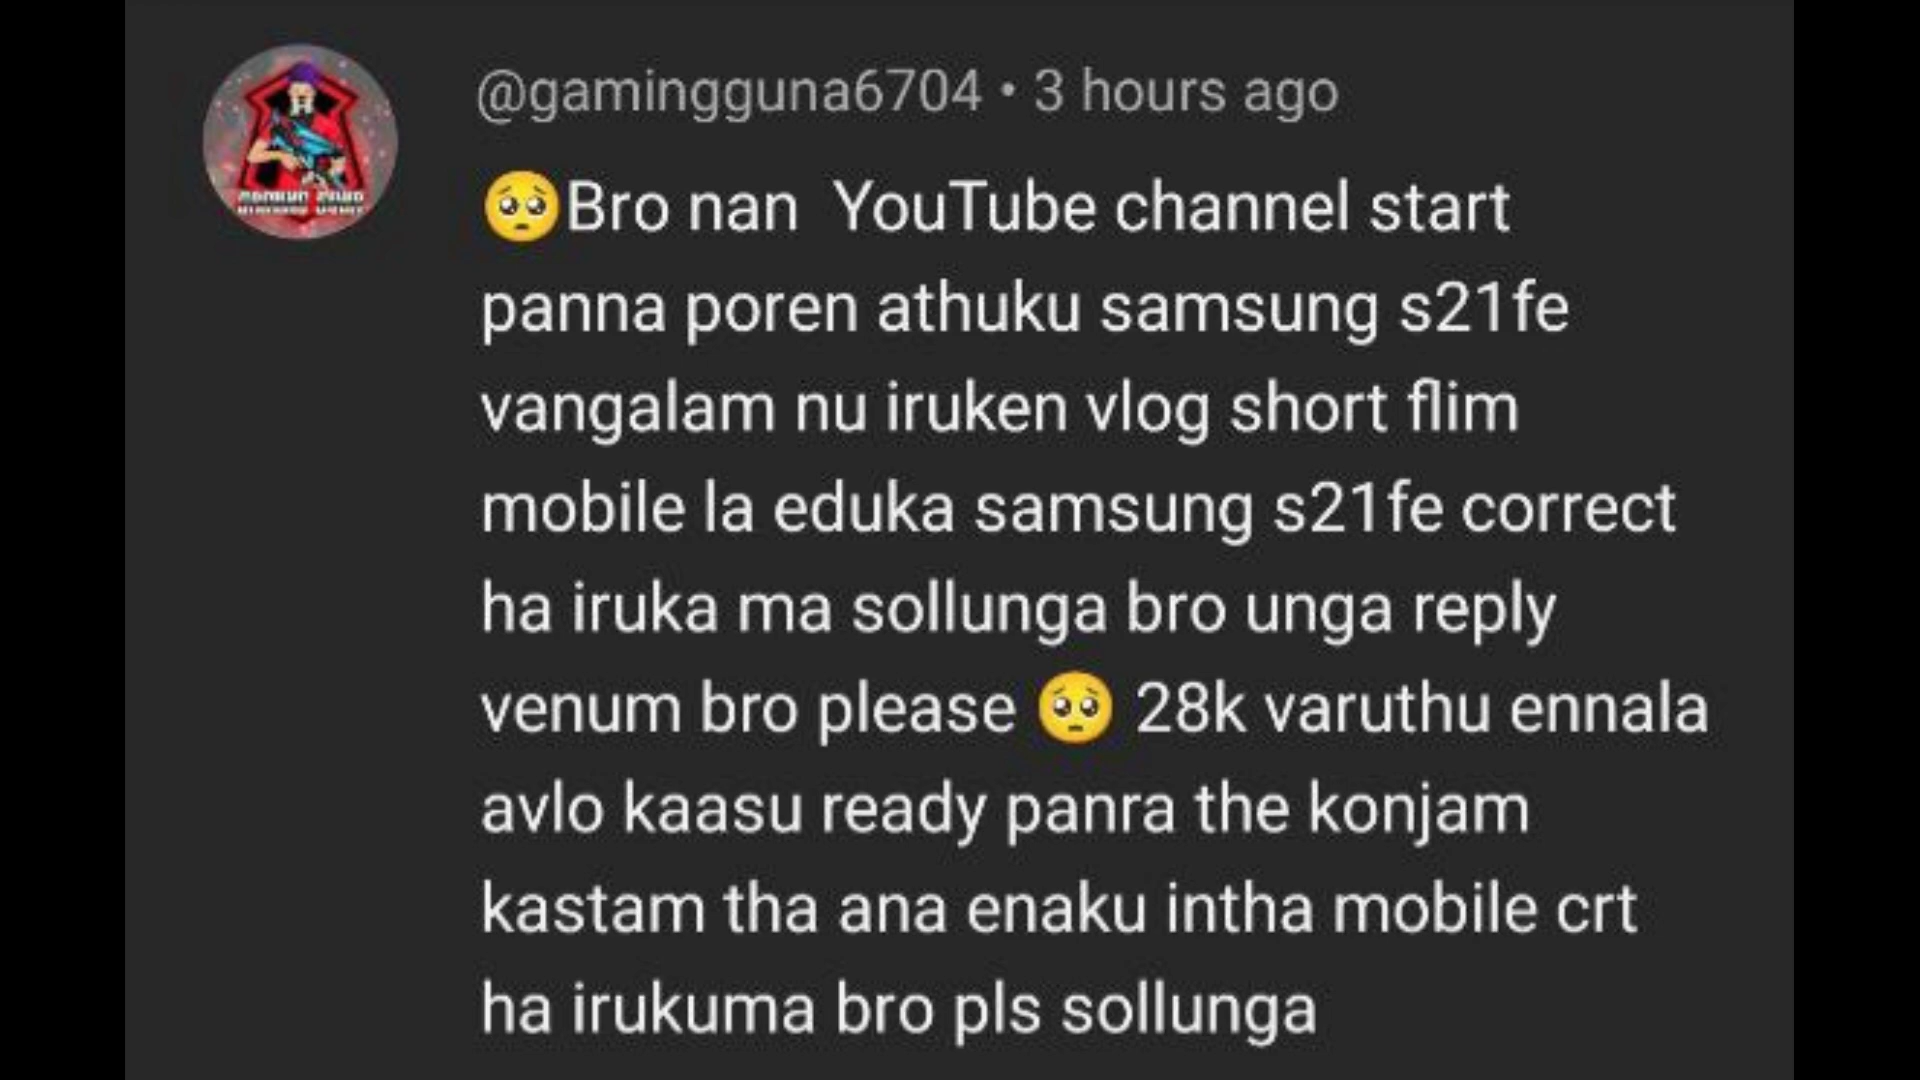 @gamingguna6704 • 3 hours ago
🥺Bro nan YouTube channel start
panna poren athuku samsung s21fe
vangalam nu iruken vlog short flim
mobile la eduka samsung s21fe correct
ha iruka ma sollunga bro unga reply
venum bro please 🥺 28k varuthu ennala
avlo kaasu ready panra the konjam
kastam tha ana enaku intha mobile crt
ha irukuma bro pls sollunga